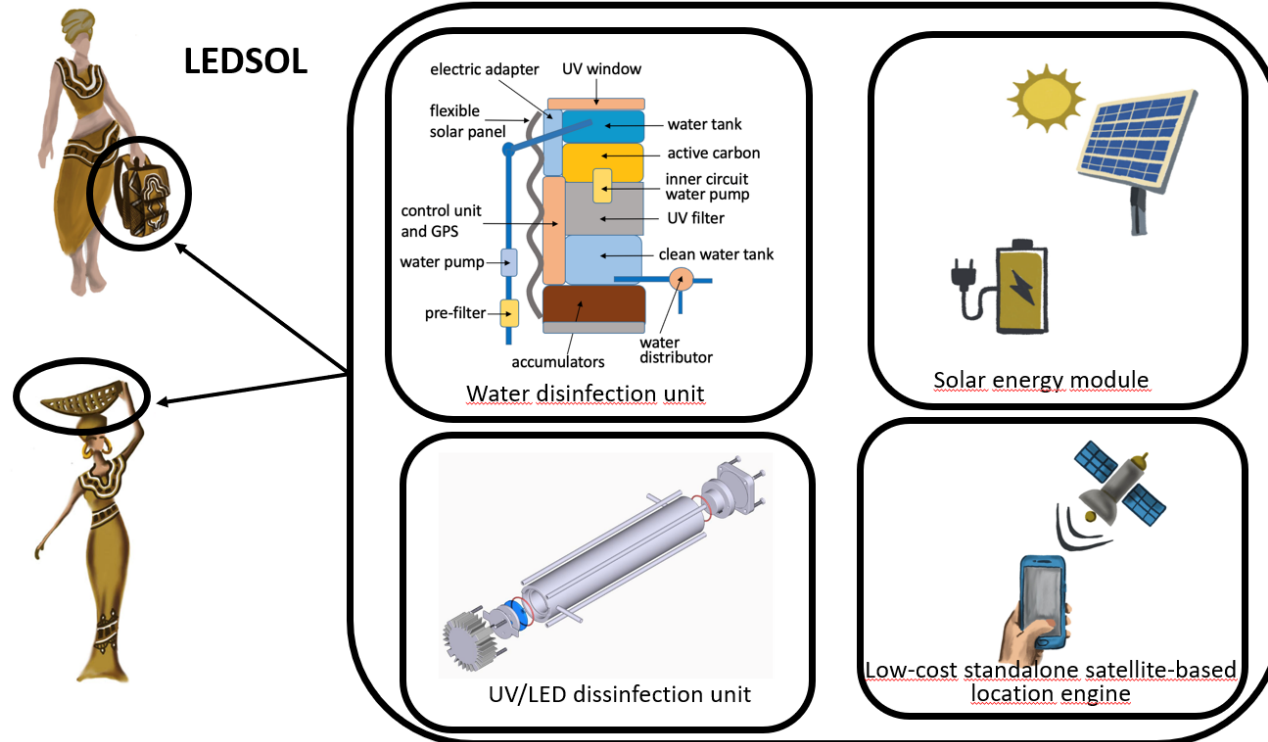 LEDSOL
electric adapter
UV window
flexible
solar panel
water tank
active carbon
inner circuit
water pump
control unit
and GPS
UV filter
water pump
clean water tank
pre-filter
accumulators
water
distributor
Water disinfection unit
Solar energy module
UV/LED dissinfection unit
Low-cost standalone satellite-based
location engine